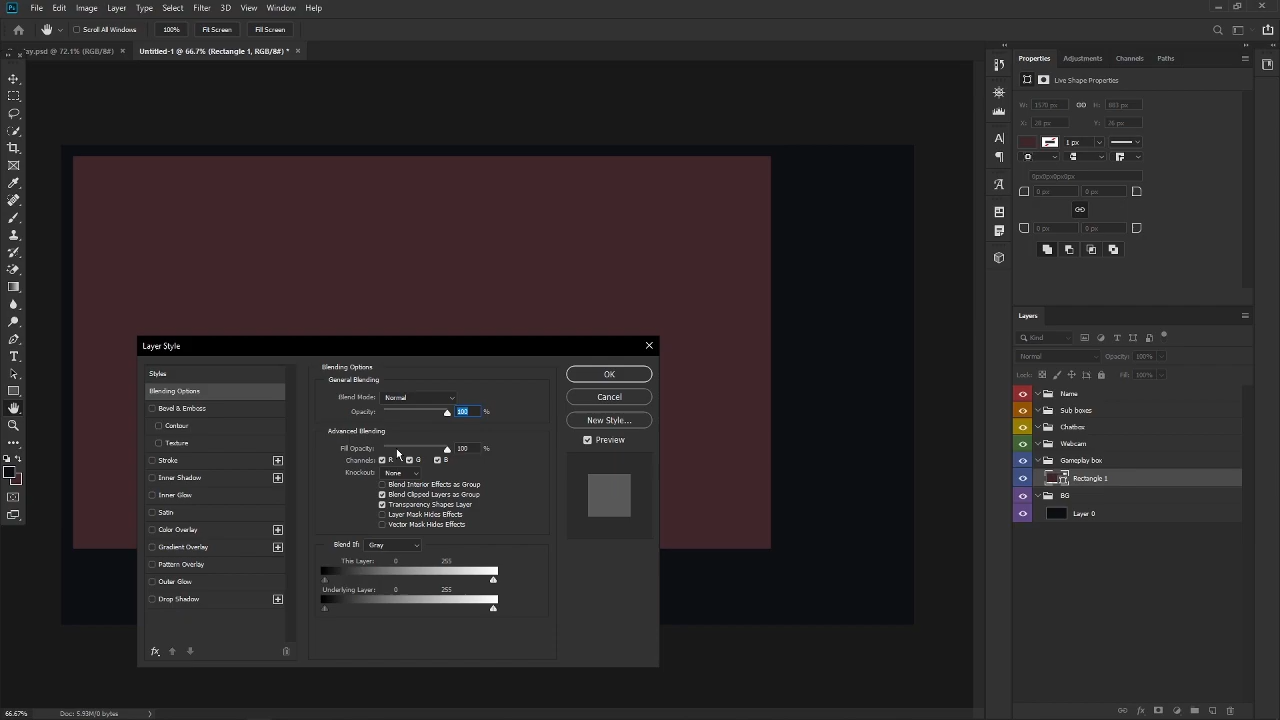 Ps File Edit Image Layer Type Select Filter 3D View Window Help
Scroll All Windows 100% Fit Screen Fill Screen
ay.psd @ 72.1% (RGB/8#) × Untitled-1 @ 66.7% (Rectangle 1, RGB/8#) * ×
Properties Adjustments Channels Paths
Live Shape Properties
W: 1570 px H: 883 px
X: 28 px Y: 26 px
1 px
0px0px0px0px
0 px 0 px
0 px 0 px
Layers
Kind
Normal Opacity: 100%
Lock: Fill: 100%
Name
Sub boxes
Chatbox
Webcam
Gameplay box
Rectangle 1
BG
Layer 0
Layer Style
Styles
Blending Options
Bevel & Emboss
Contour
Texture
Stroke
Inner Shadow
Inner Glow
Satin
Color Overlay
Gradient Overlay
Pattern Overlay
Outer Glow
Drop Shadow
fx
Blending Options
General Blending
Blend Mode: Normal
Opacity: 100 %
Advanced Blending
Fill Opacity: 100 %
Channels: R G B
Knockout: None
Blend Interior Effects as Group
Blend Clipped Layers as Group
Transparency Shapes Layer
Layer Mask Hides Effects
Vector Mask Hides Effects
Blend If: Gray
This Layer: 0 255
Underlying Layer: 0 255
OK
Cancel
New Style...
Preview
66.67% Doc: 5.93M/0 bytes
fx